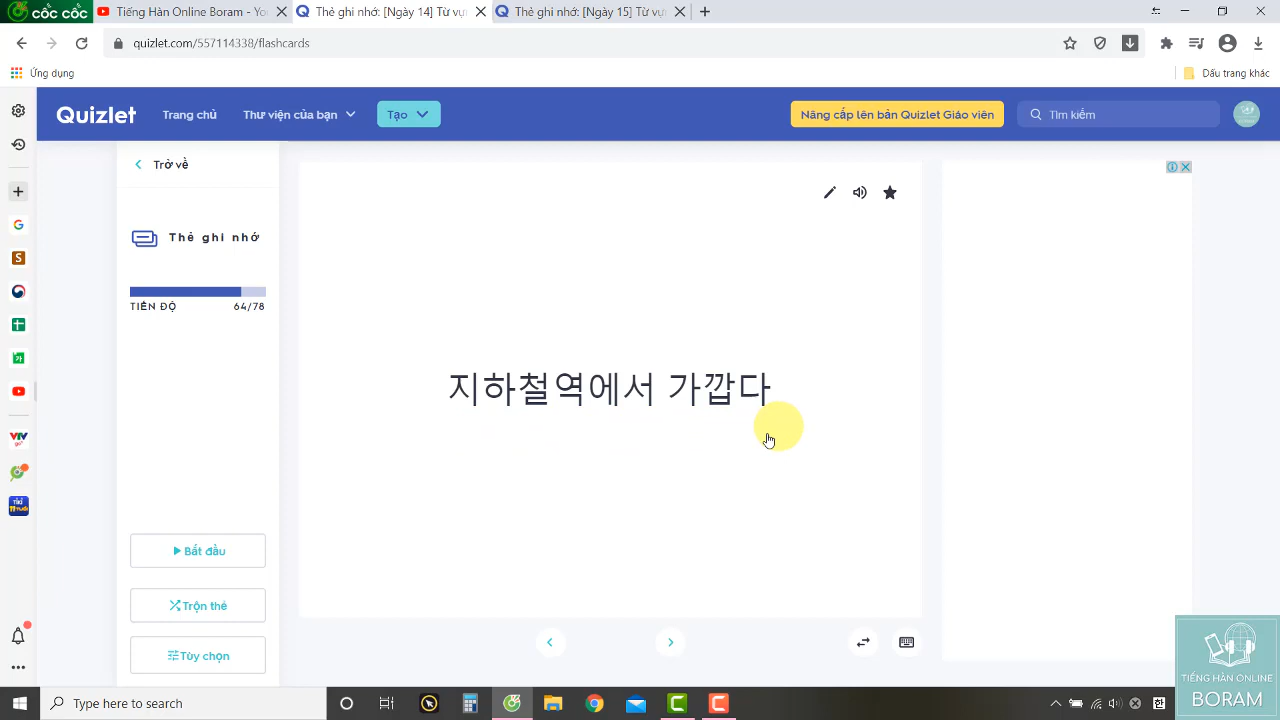 cốc cốc
Tiếng Hàn Online Boram - You
Thẻ ghi nhớ: [Ngày 14] Từ vựn
Thẻ ghi nhớ: [Ngày 15] Từ vựn
quizlet.com/557114338/flashcards
Ứng dụng
Dấu trang khác
Quizlet
Trang chủ
Thư viện của bạn
Tạo
Nâng cấp lên bản Quizlet Giáo viên
Tìm kiếm
Trở về
Thẻ ghi nhớ
TIẾN ĐỘ
64/78
지하철역에서 가깝다
Bắt đầu
Trộn thẻ
Tùy chọn
TIẾNG HÀN ONLINE
BORAM
Type here to search